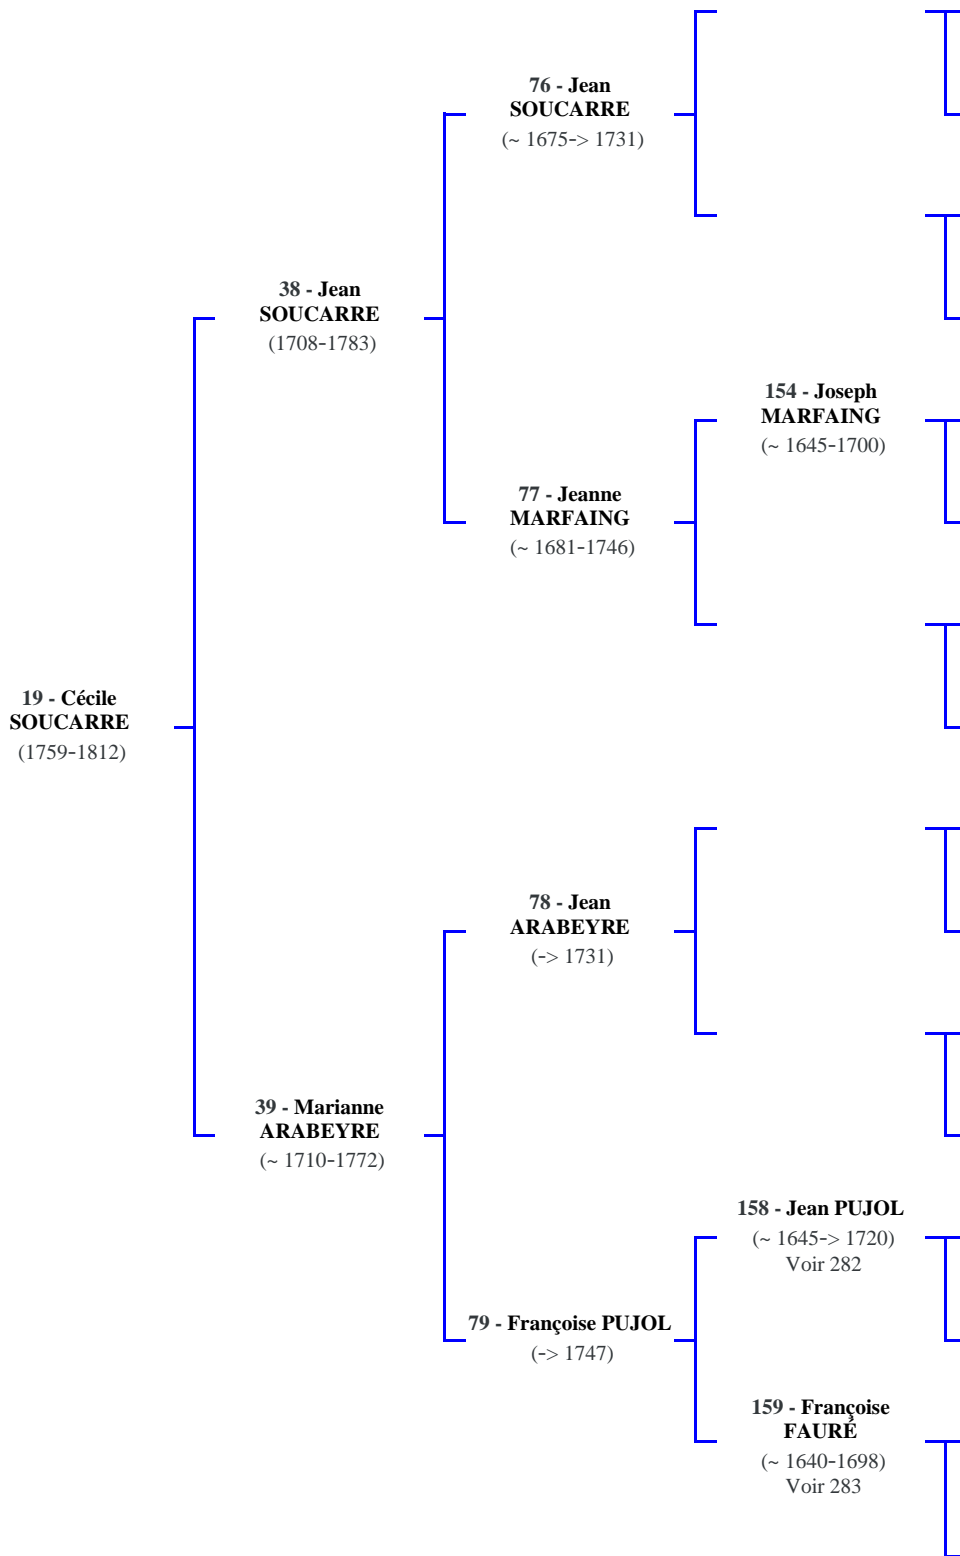 76 - Jean
SOUCARRE
(~ 1675-> 1731)
38 - Jean
SOUCARRE
(1708-1783)
154 - Joseph
MARFAING
(~ 1645-1700)
77 - Jeanne
MARFAING
(~ 1681-1746)
19 - Cécile
SOUCARRE
(1759-1812)
78 - Jean
ARABEYRE
(-> 1731)
39 - Marianne
ARABEYRE
(~ 1710-1772)
158 - Jean PUJOL
(~ 1645-> 1720)
Voir 282
79 - Françoise PUJOL
(-> 1747)
159 - Françoise
FAURÉ
(~ 1640-1698)
Voir 283